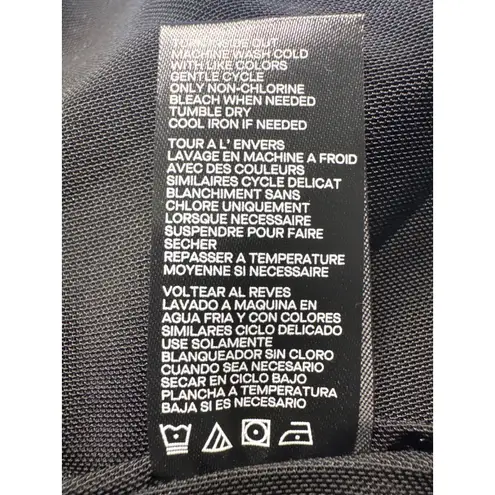 OUT
MACHINE WASH COLD
WITH LIKE COLORS
GENTLE CYCLE
ONLY NON-CHLORINE
BLEACH WHEN NEEDED
TUMBLE DRY
COOL IRON IF NEEDED
TOUR A L' ENVERS
LAVAGE EN MACHINE A FROID
AVEC DES COULEURS
SIMILAIRES CYCLE DELICAT
BLANCHIMENT SANS
CHLORE UNIQUEMENT
LORSQUE NECESSAIRE
SUSPENDRE POUR FAIRE
SECHER
REPASSER A TEMPERATURE
MOYENNE SI NECESSAIRE
VOLTEAR AL REVES
LAVADO A MAQUINA EN
AGUA FRIA Y CON COLORES
SIMILARES CICLO DELICADO
USE SOLAMENTE
BLANQUEADOR SIN CLORO
CUANDO SEA NECESARIO
SECAR EN CICLO BAJO
PLANCHA A TEMPERATURA
BAJA SI ES NECESARIO